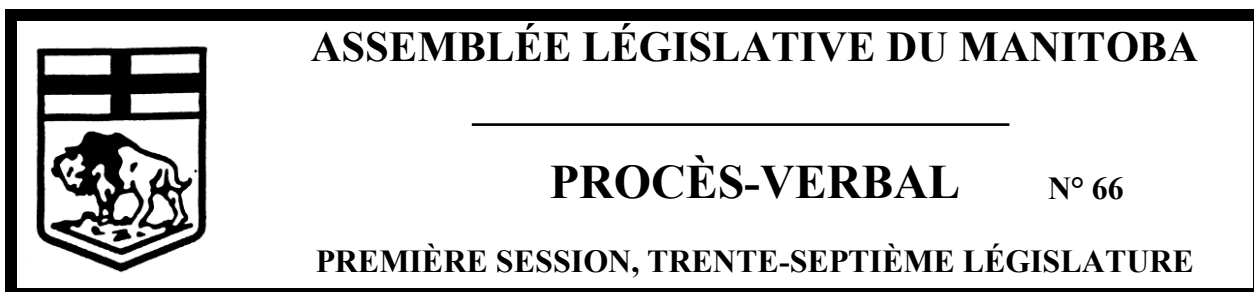 ASSEMBLÉE LÉGISLATIVE DU MANITOBA
PROCÈS-VERBAL N° 66
PREMIÈRE SESSION, TRENTE-SEPTIÈME LÉGISLATURE